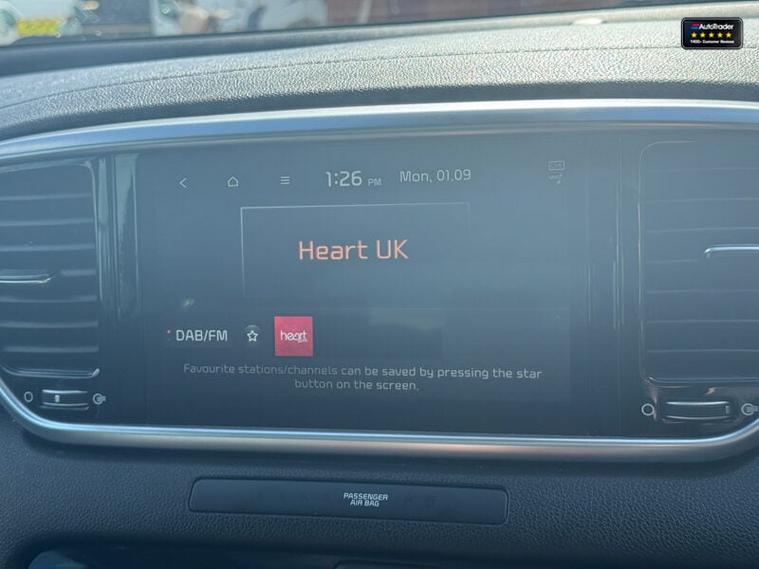 AutoTrader
1:26 PM
Mon, 01.09
Heart UK
DAB/FM
heart
Favourite stations/channels can be saved by pressing the star
button on the screen.
PASSENGER
AIR BAG